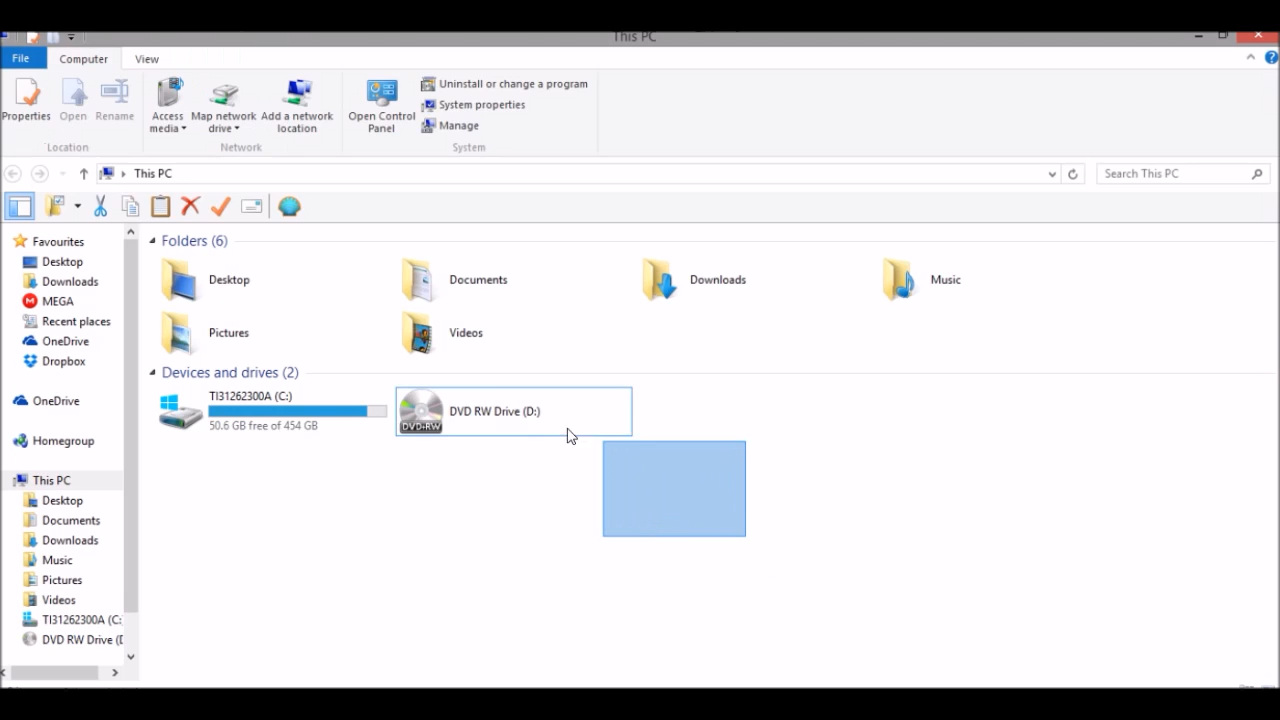 This PC
File Computer View
Properties Open Rename
Access media Map network drive Add a network location
Open Control Panel
Uninstall or change a program
System properties
Manage
Location Network System
This PC
Search This PC
Favourites
Desktop
Downloads
MEGA
Recent places
OneDrive
Dropbox
OneDrive
Homegroup
This PC
Desktop
Documents
Downloads
Music
Pictures
Videos
TI31262300A (C:
DVD RW Drive (D
Folders (6)
Desktop Documents Downloads Music
Pictures Videos
Devices and drives (2)
TI31262300A (C:)
50.6 GB free of 454 GB
DVD RW Drive (D:)
DVD+RW